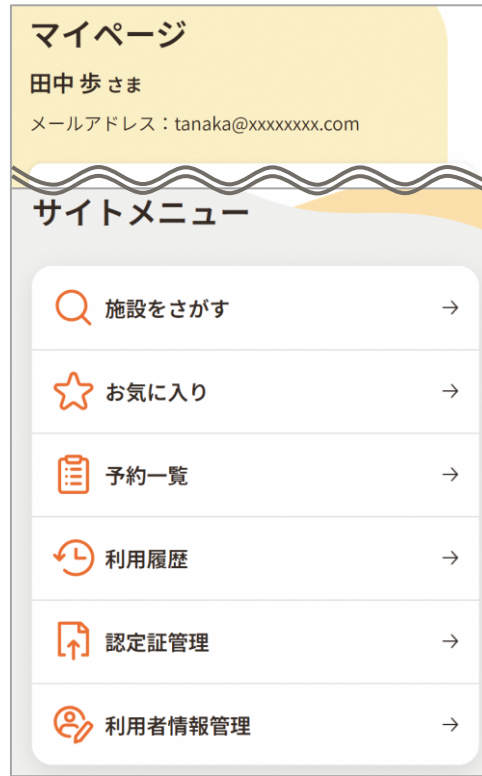 マイページ
田中 歩 さま
メールアドレス：tanaka@xxxxxxxx.com
サイトメニュー
施設をさがす
お気に入り
予約一覧
利用履歴
認定証管理
利用者情報管理